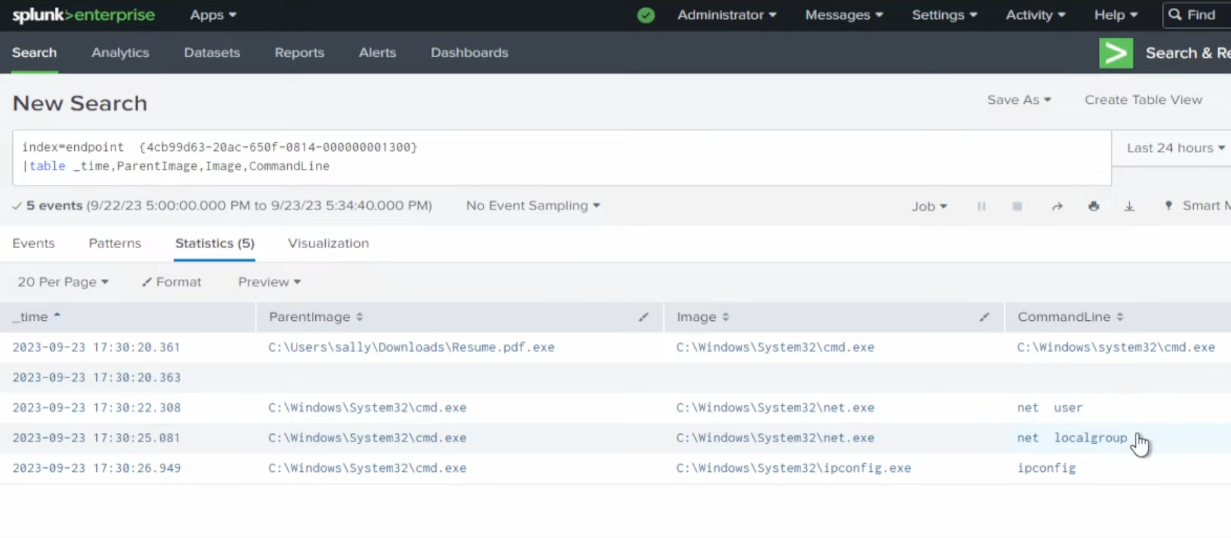 splunk>enterprise Apps Administrator Messages Settings Activity Help Find
Search Analytics Datasets Reports Alerts Dashboards > Search & Re
New Search Save As Create Table View
index=endpoint {4cb99d63-20ac-650f-0814-000000001300} Last 24 hours
|table _time,ParentImage,Image,CommandLine
5 events (9/22/23 5:00:00.000 PM to 9/23/23 5:34:40.000 PM) No Event Sampling Job Smart M
Events Patterns Statistics (5) Visualization
20 Per Page Format Preview
_time ParentImage Image CommandLine
2023-09-23 17:30:20.361 C:\Users\sally\Downloads\Resume.pdf.exe C:\Windows\System32\cmd.exe C:\Windows\system32\cmd.exe
2023-09-23 17:30:20.363
2023-09-23 17:30:22.308 C:\Windows\System32\cmd.exe C:\Windows\System32\net.exe net  user
2023-09-23 17:30:25.081 C:\Windows\System32\cmd.exe C:\Windows\System32\net.exe net  localgroup
2023-09-23 17:30:26.949 C:\Windows\System32\cmd.exe C:\Windows\System32\ipconfig.exe ipconfig